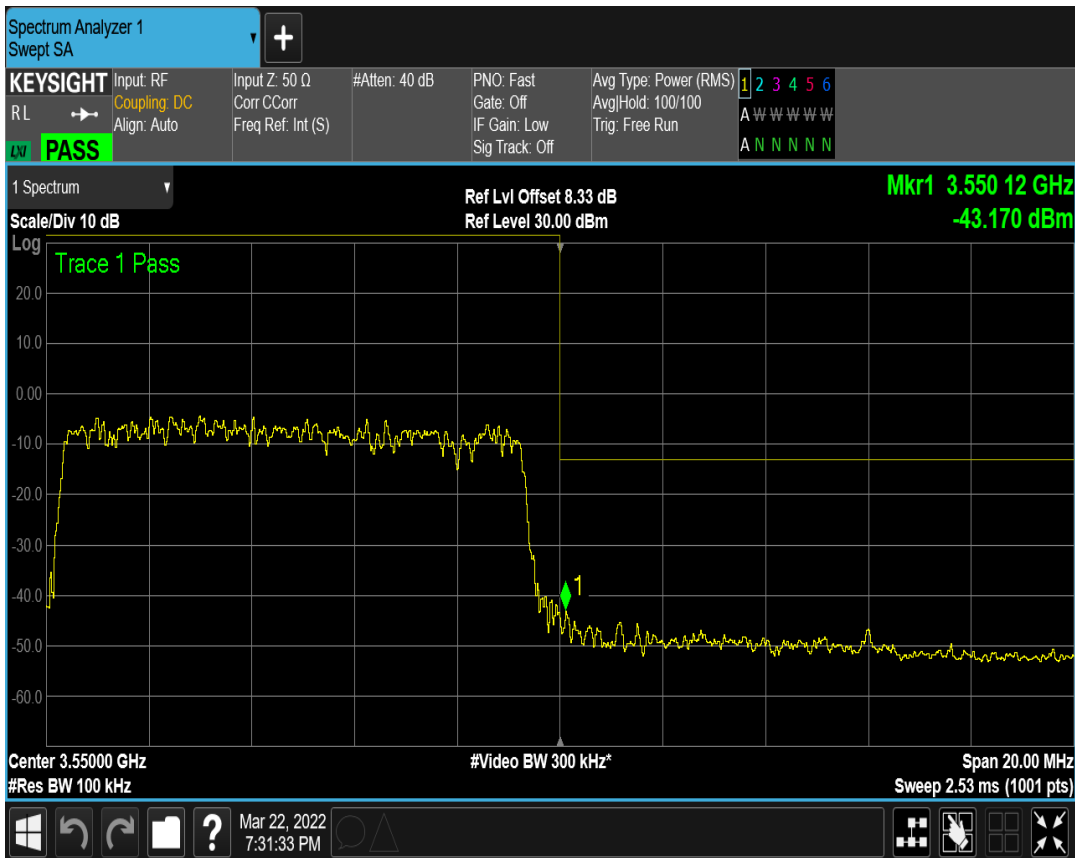 Spectrum Analyzer 1
Swept SA
+
KEYSIGHT
RL
LXI PASS
Input: RF
Coupling: DC
Align: Auto
Input Z: 50 Ω
Corr CCorr
Freq Ref: Int (S)
#Atten: 40 dB
PNO: Fast
Gate: Off
IF Gain: Low
Sig Track: Off
Avg Type: Power (RMS)
Avg|Hold: 100/100
Trig: Free Run
1 2 3 4 5 6
A W W W W W
A N N N N N
1 Spectrum
Scale/Div 10 dB
Ref Lvl Offset 8.33 dB
Ref Level 30.00 dBm
Mkr1 3.550 12 GHz
-43.170 dBm
Log
Trace 1 Pass
20.0
10.0
0.00
-10.0
-20.0
-30.0
-40.0
-50.0
-60.0
1
Center 3.55000 GHz
#Res BW 100 kHz
#Video BW 300 kHz*
Span 20.00 MHz
Sweep 2.53 ms (1001 pts)
?
Mar 22, 2022
7:31:33 PM